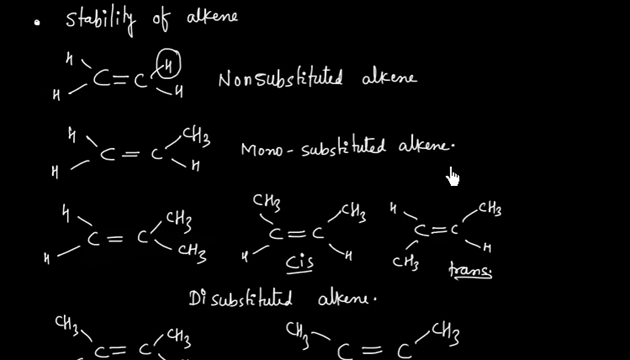 • Stability of alkene
H H
C = C Nonsubstituted alkene
H H
H CH3
C = C Mono-substituted alkene.
H H
H CH3 CH3 CH3 H CH3
C = C C = C C = C
H CH3 H H CH3 H
Cis trans.
Disubstituted alkene.
CH3 CH3 CH3 CH3
C = C C = C